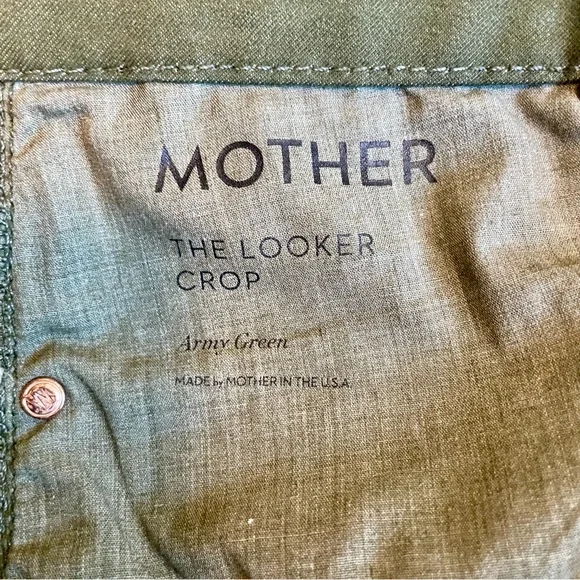 MOTHER
THE LOOKER
CROP
Army Green
MADE by MOTHER IN THE U.S.A.